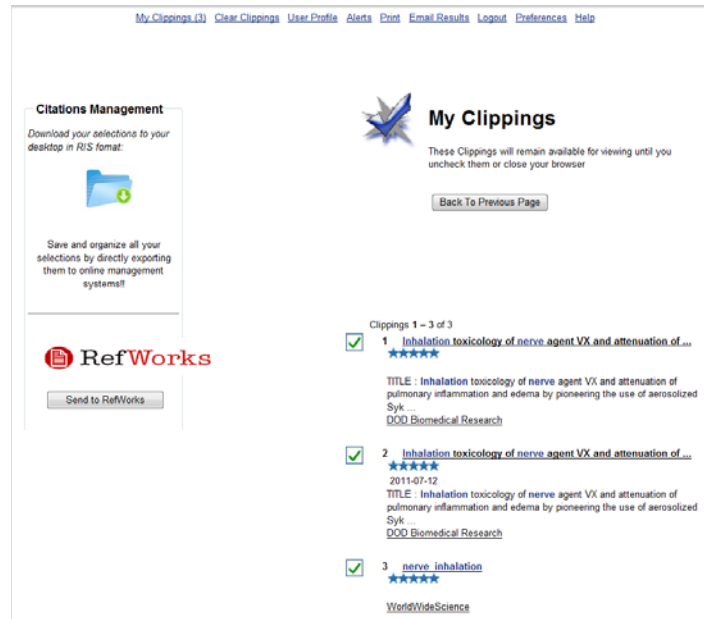 My Clippings (3) Clear Clippings User Profile Alerts Print Email Results Logout Preferences Help
Citations Management
Download your selections to your
desktop in RIS fomat:
Save and organize all your
selections by directly exporting
them to online management
systems!!
RefWorks
Send to RefWorks
My Clippings
These Clippings will remain available for viewing until you
uncheck them or close your browser
Back To Previous Page
Clippings 1 – 3 of 3
1 Inhalation toxicology of nerve agent VX and attenuation of ...
TITLE : Inhalation toxicology of nerve agent VX and attenuation of
pulmonary inflammation and edema by pioneering the use of aerosolized
Syk ...
DOD Biomedical Research
2 Inhalation toxicology of nerve agent VX and attenuation of ...
2011-07-12
TITLE : Inhalation toxicology of nerve agent VX and attenuation of
pulmonary inflammation and edema by pioneering the use of aerosolized
Syk ...
DOD Biomedical Research
3 nerve inhalation
WorldWideScience